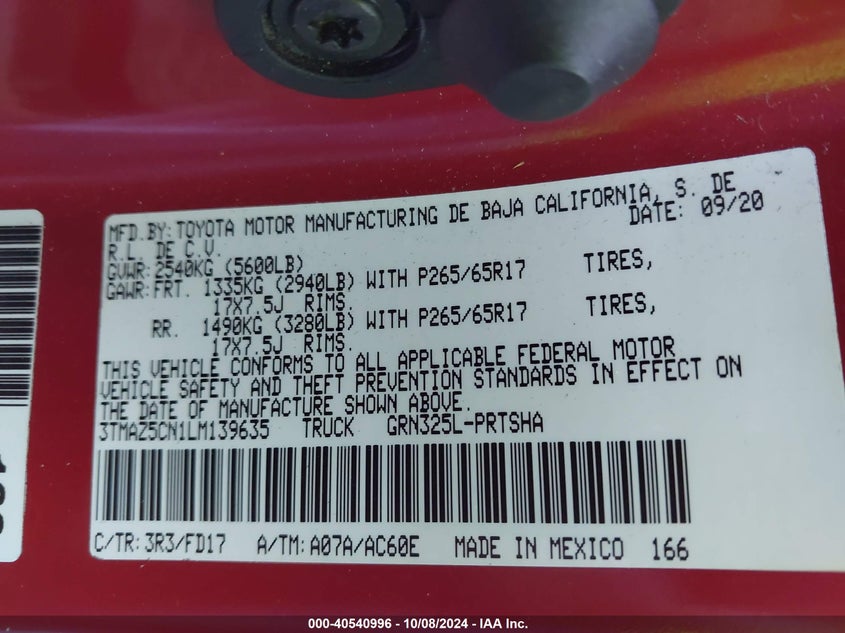 MFD.BY: TOYOTA MOTOR MANUFACTURING DE BAJA CALIFORNIA, S. DE
R.L. DE C.V. DATE: 09/20
GVWR: 2540KG (5600LB)
GAWR: FRT. 1335KG (2940LB) WITH P265/65R17 TIRES,
17X7.5J RIMS.
RR. 1490KG (3280LB) WITH P265/65R17 TIRES,
17X7.5J RIMS.
THIS VEHICLE CONFORMS TO ALL APPLICABLE FEDERAL MOTOR
VEHICLE SAFETY AND THEFT PREVENTION STANDARDS IN EFFECT ON
THE DATE OF MANUFACTURE SHOWN ABOVE.
3TMAZ5CN1LM139635 TRUCK GRN325L-PRTSHA
C/TR: 3R3/FD17 A/TM: A07A/AC60E MADE IN MEXICO 166
000-40540996 - 10/08/2024 - IAA Inc.